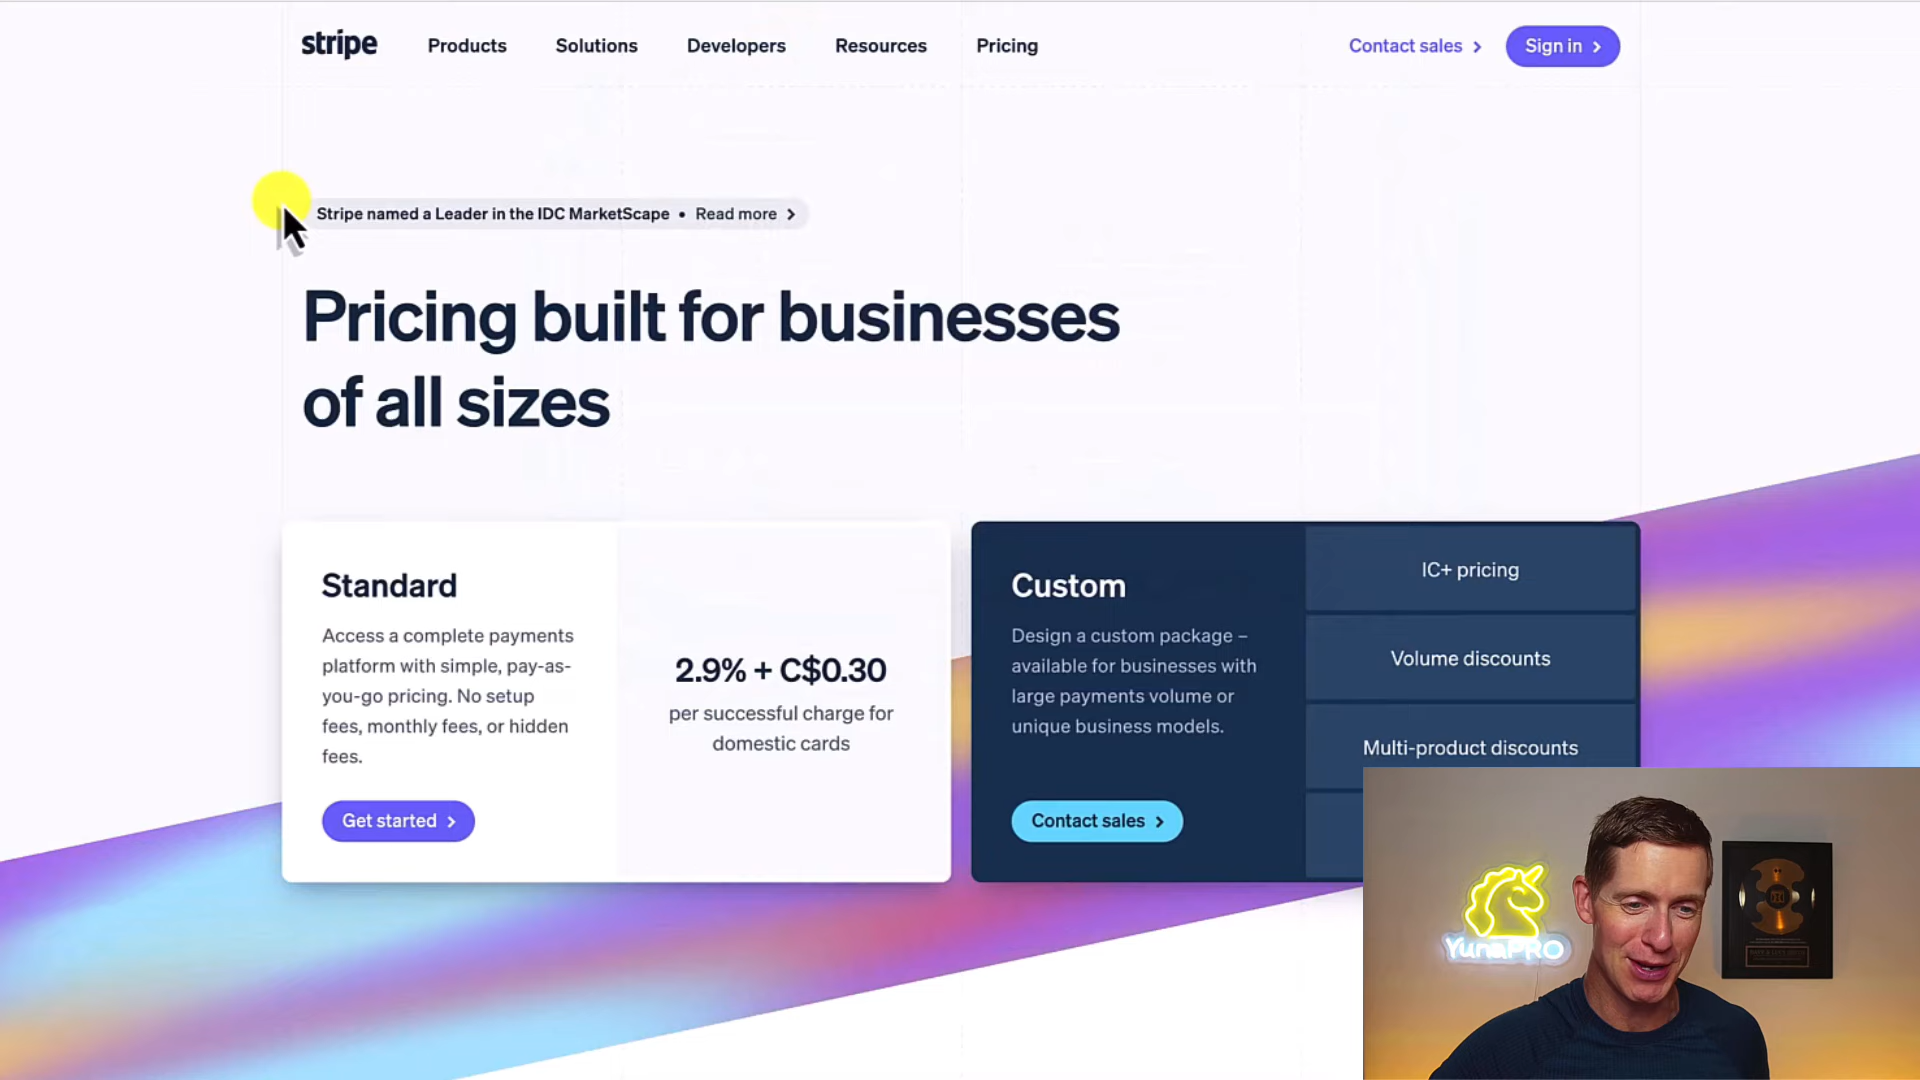 stripe
Products
Solutions
Developers
Resources
Pricing
Contact sales
Sign in
Stripe named a Leader in the IDC MarketScape • Read more
Pricing built for businesses
of all sizes
Standard
Access a complete payments
platform with simple, pay-as-
you-go pricing. No setup
fees, monthly fees, or hidden
fees.
Get started
2.9% + C$0.30
per successful charge for
domestic cards
Custom
Design a custom package –
available for businesses with
large payments volume or
unique business models.
Contact sales
IC+ pricing
Volume discounts
Multi-product discounts
YunaPRO